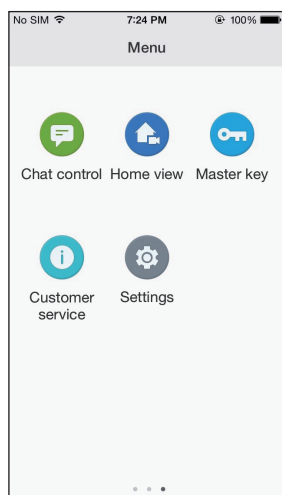 No SIM 7:24 PM 100%
Menu
Chat control Home view Master key
Customer
service
Settings